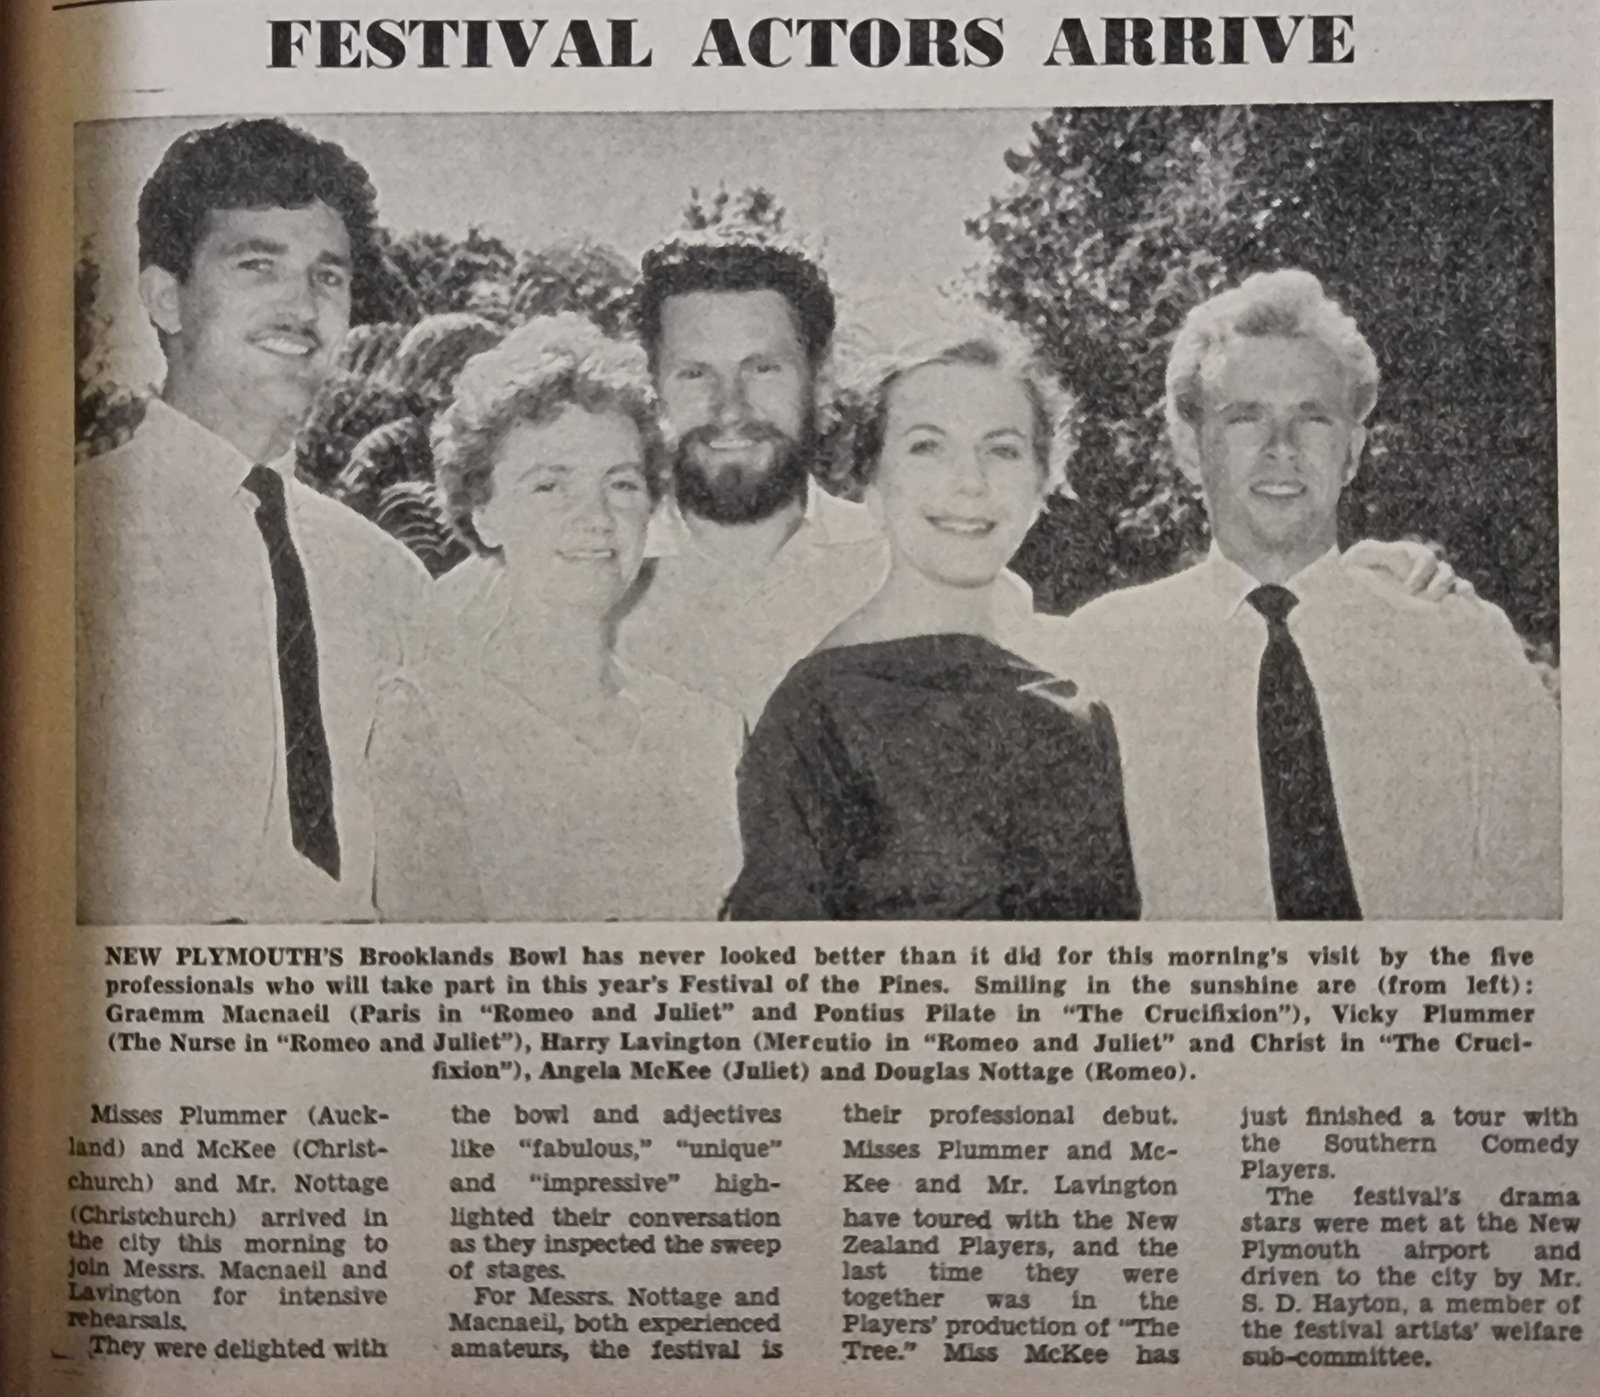 FESTIVAL ACTORS ARRIVE
NEW PLYMOUTH'S Brooklands Bowl has never looked better than it did for this morning's visit by the five
professionals who will take part in this year's Festival of the Pines. Smiling in the sunshine are (from left):
Graemm Macnaeil (Paris in "Romeo and Juliet" and Pontius Pilate in "The Crucifixion"), Vicky Plummer
(The Nurse in "Romeo and Juliet"), Harry Lavington (Mercutio in "Romeo and Juliet" and Christ in "The Cruci-
fixion"), Angela McKee (Juliet) and Douglas Nottage (Romeo).
Misses Plummer (Auck-
land) and McKee (Christ-
church) and Mr. Nottage
(Christchurch) arrived in
the city this morning to
join Messrs. Macnaeil and
Lavington for intensive
rehearsals.
They were delighted with
the bowl and adjectives
like "fabulous," "unique"
and "impressive" high-
lighted their conversation
as they inspected the sweep
of stages.
For Messrs. Nottage and
Macnaeil, both experienced
amateurs, the festival is
their professional debut.
Misses Plummer and Mc-
Kee and Mr. Lavington
have toured with the New
Zealand Players, and the
last time they were
together was in the
Players' production of "The
Tree." Miss McKee has
just finished a tour with
the Southern Comedy
Players.
The festival's drama
stars were met at the New
Plymouth airport and
driven to the city by Mr.
S. D. Hayton, a member of
the festival artists' welfare
sub-committee.